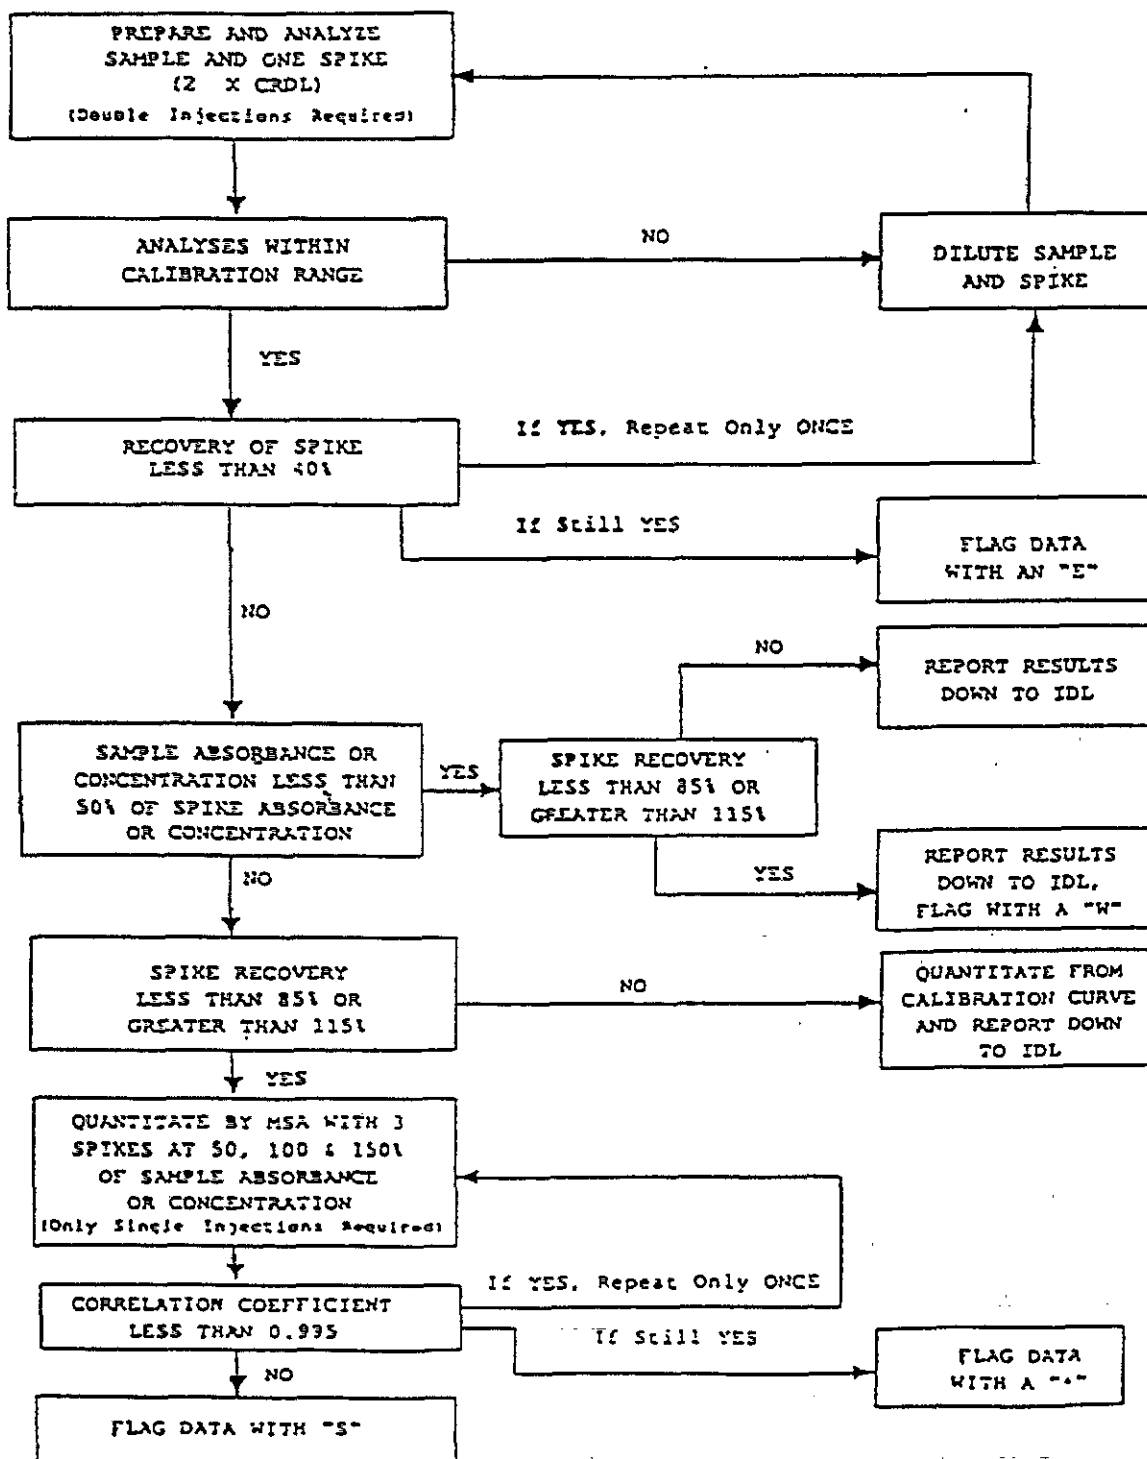 PREPARE AND ANALYZE
SAMPLE AND ONE SPIKE
(2 X CRDL)
(Double Injections Required)
ANALYSES WITHIN
CALIBRATION RANGE
NO
DILUTE SAMPLE
AND SPIKE
YES
RECOVERY OF SPIKE
LESS THAN 40%
If YES, Repeat Only ONCE
If Still YES
FLAG DATA
WITH AN "E"
NO
NO
REPORT RESULTS
DOWN TO IDL
SAMPLE ABSORBANCE OR
CONCENTRATION LESS THAN
50% OF SPIKE ABSORBANCE
OR CONCENTRATION
YES
SPIKE RECOVERY
LESS THAN 85% OR
GREATER THAN 115%
YES
REPORT RESULTS
DOWN TO IDL,
FLAG WITH A "W"
NO
SPIKE RECOVERY
LESS THAN 85% OR
GREATER THAN 115%
NO
QUANTITATE FROM
CALIBRATION CURVE
AND REPORT DOWN
TO IDL
YES
QUANTITATE BY MSA WITH 3
SPIKES AT 50, 100 & 150%
OF SAMPLE ABSORBANCE
OR CONCENTRATION
(Only Single Injections Required)
If YES, Repeat Only ONCE
CORRELATION COEFFICIENT
LESS THAN 0.995
If Still YES
FLAG DATA
WITH A "+"
NO
FLAG DATA WITH "S"